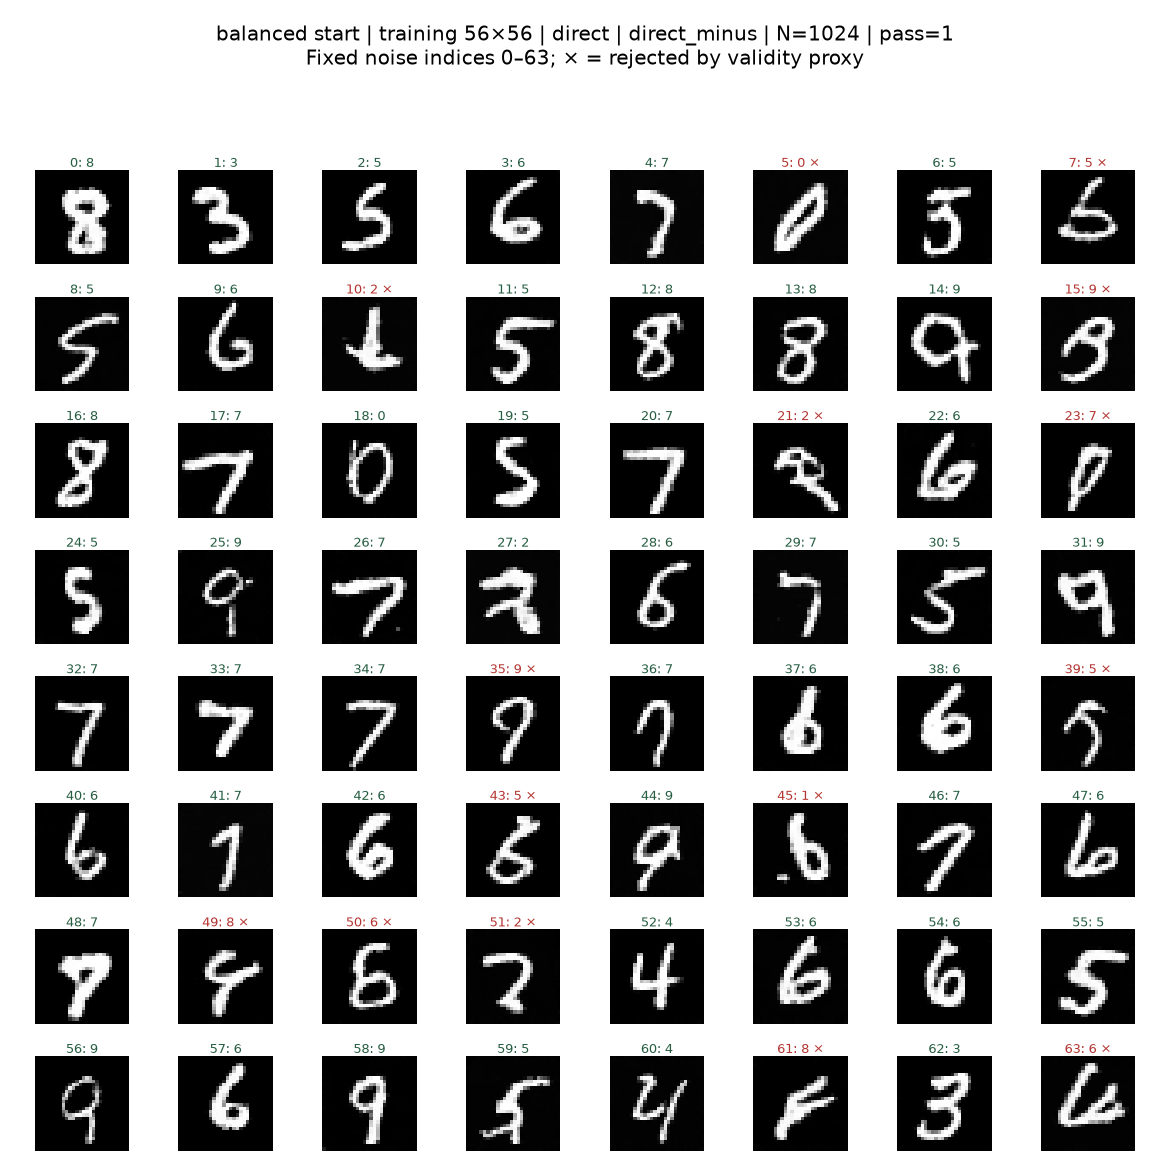 balanced start | training 56×56 | direct | direct_minus | N=1024 | pass=1
Fixed noise indices 0–63; × = rejected by validity proxy
0: 8 1: 3 2: 5 3: 6 4: 7 5: 0 × 6: 5 7: 5 ×
8: 5 9: 6 10: 2 × 11: 5 12: 8 13: 8 14: 9 15: 9 ×
16: 8 17: 7 18: 0 19: 5 20: 7 21: 2 × 22: 6 23: 7 ×
24: 5 25: 9 26: 7 27: 2 28: 6 29: 7 30: 5 31: 9
32: 7 33: 7 34: 7 35: 9 × 36: 7 37: 6 38: 6 39: 5 ×
40: 6 41: 7 42: 6 43: 5 × 44: 9 45: 1 × 46: 7 47: 6
48: 7 49: 8 × 50: 6 × 51: 2 × 52: 4 53: 6 54: 6 55: 5
56: 9 57: 6 58: 9 59: 5 60: 4 61: 8 × 62: 3 63: 6 ×